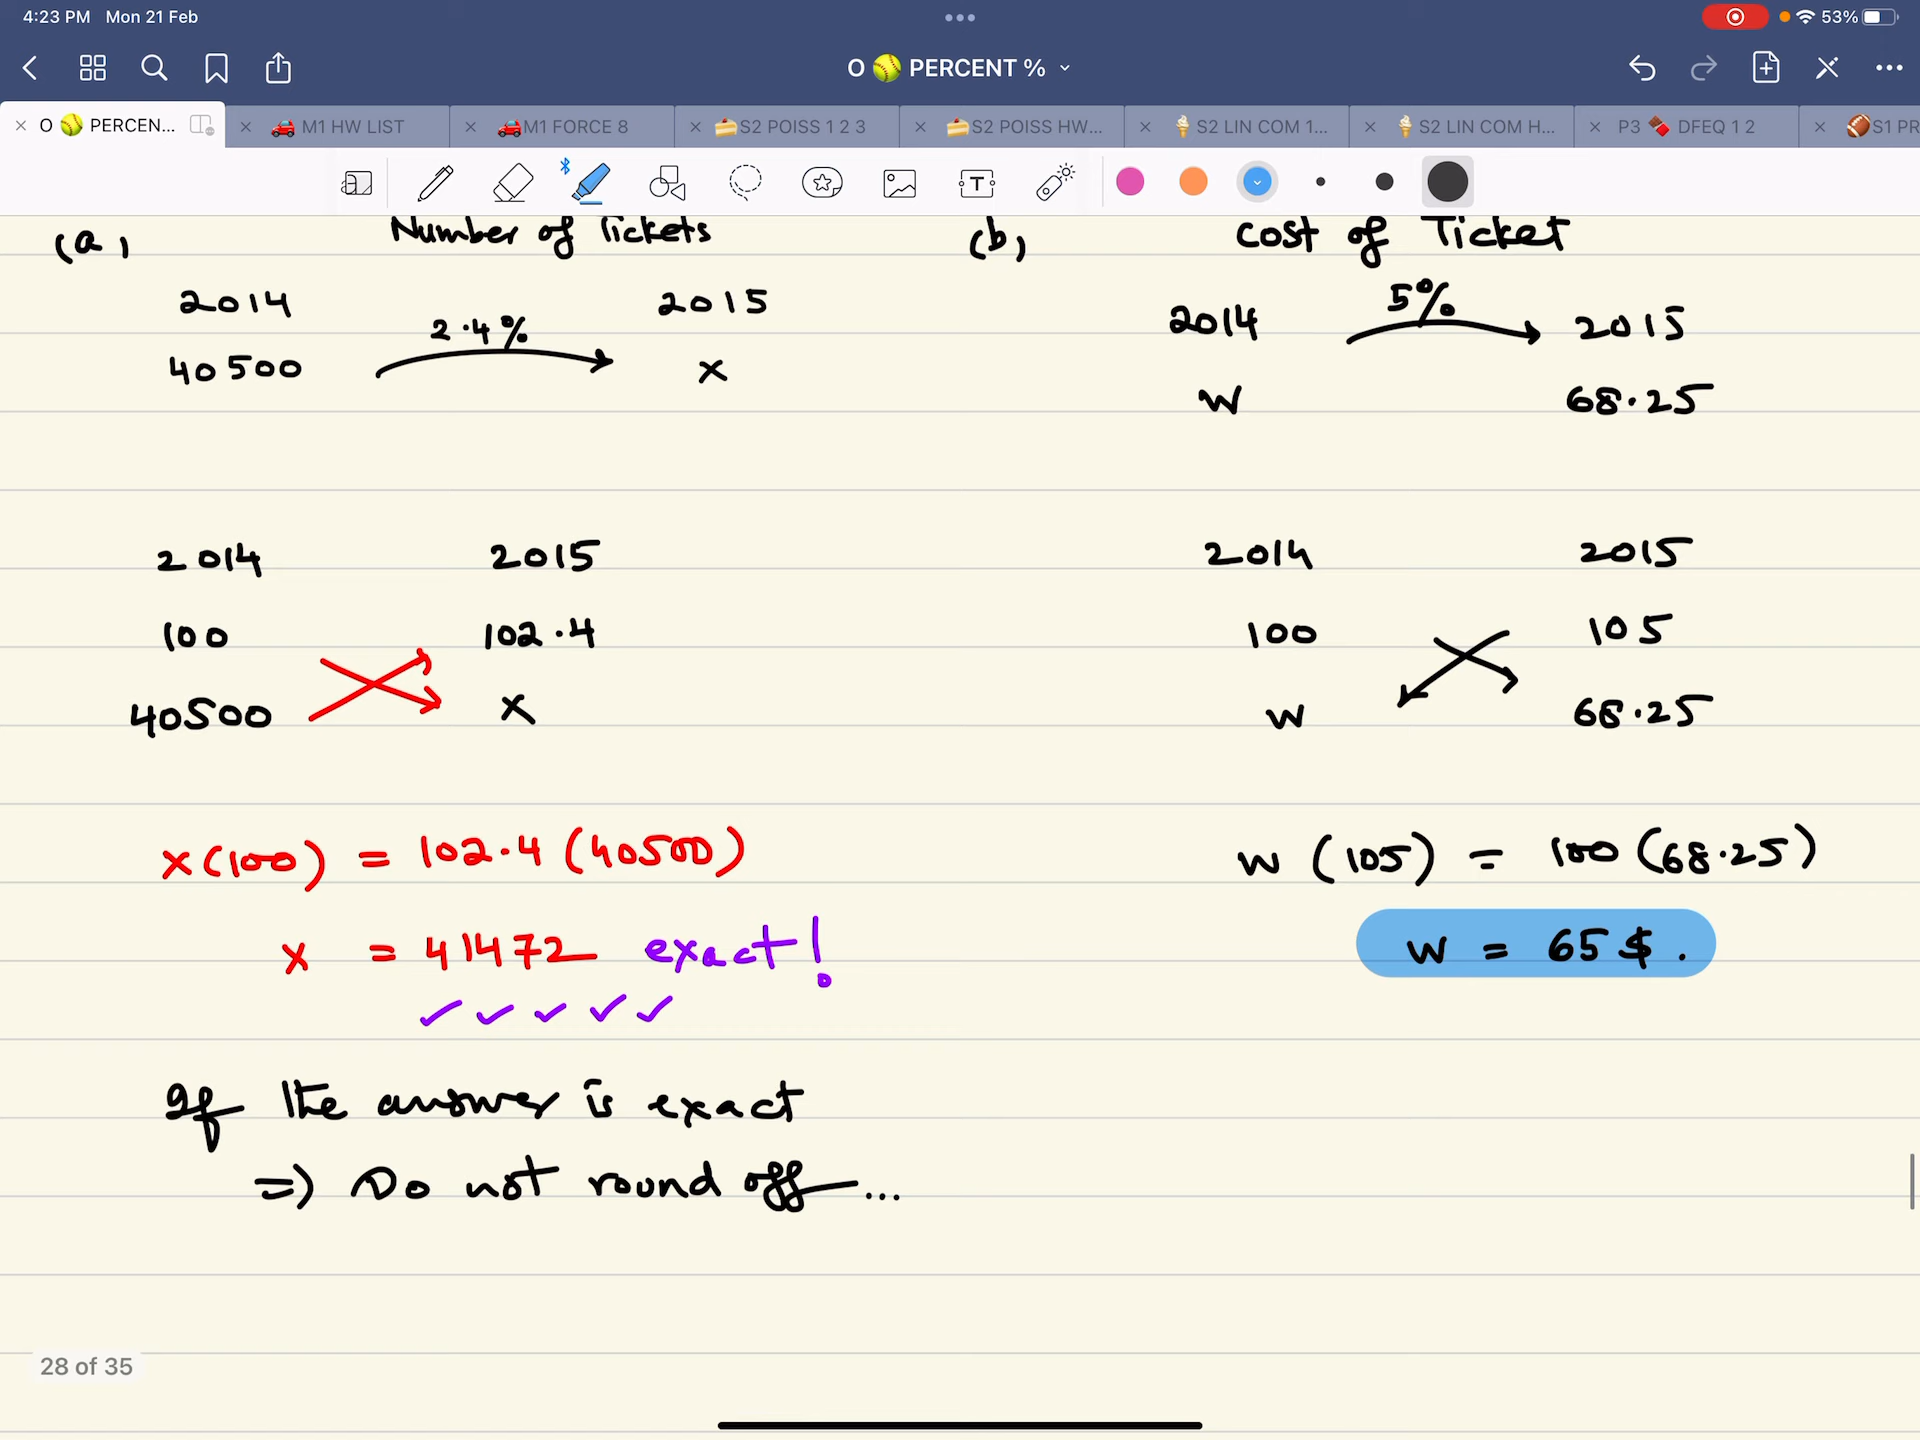 4:23 PM Mon 21 Feb
53%
O PERCENT %
O PERCEN...
M1 HW LIST
M1 FORCE 8
S2 POISS 1 2 3
S2 POISS HW...
S2 LIN COM 1...
S2 LIN COM H...
P3 DFEQ 1 2
S1 PR
(a) Number of Tickets
2014 2.4% 2015
40500 x
2014 2015
100 102.4
40500 x
x(100) = 102.4 (40500)
x = 41472 exact!
If the answer is exact
=) Do not round off...
(b) Cost of Ticket
2014 5% 2015
w 68.25
2014 2015
100 105
w 68.25
w (105) = 100 (68.25)
w = 65 $.
28 of 35